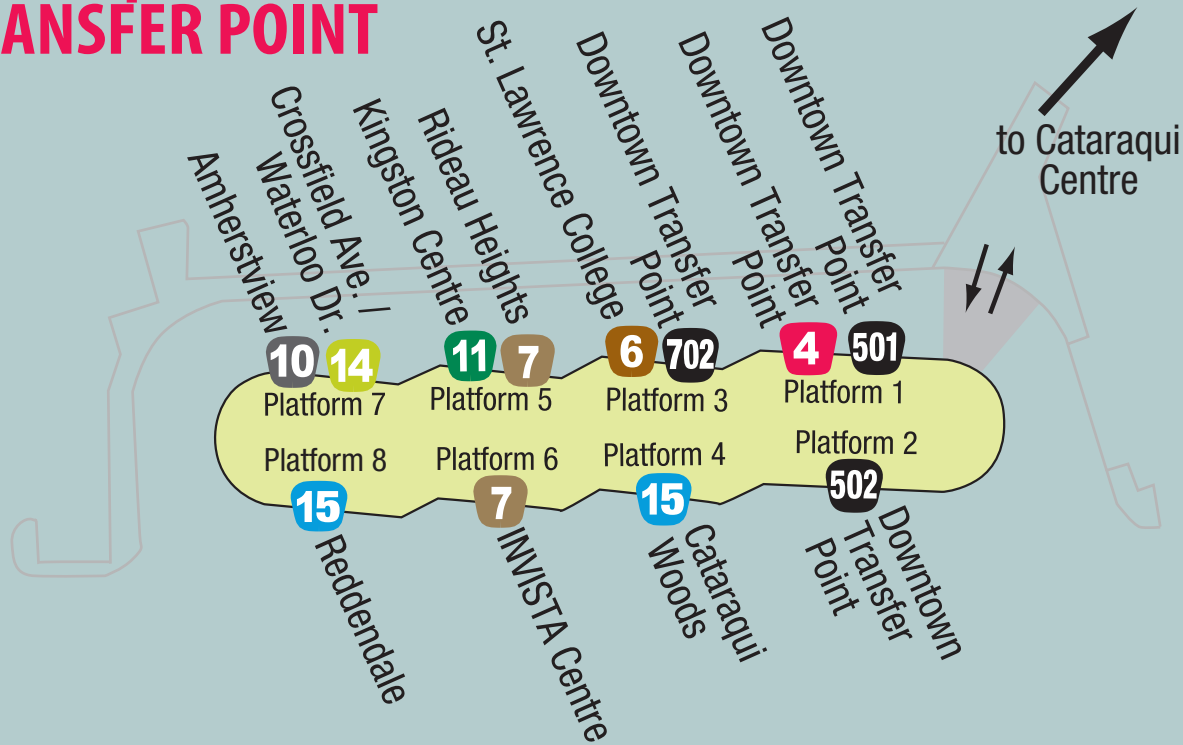 ANSFER POINT
to Cataraqui
Centre
Amherstview
Crossfield Ave. /
Waterloo Dr.
Kingston Centre
Rideau Heights
St. Lawrence College
Downtown Transfer
Point
Downtown Transfer
Point
Downtown Transfer
Point
10
14
11
7
6
702
4
501
Platform 7
Platform 5
Platform 3
Platform 1
Platform 8
Platform 6
Platform 4
Platform 2
15
7
15
502
Reddendale
INVISTA Centre
Cataraqui
Woods
Downtown
Transfer
Point